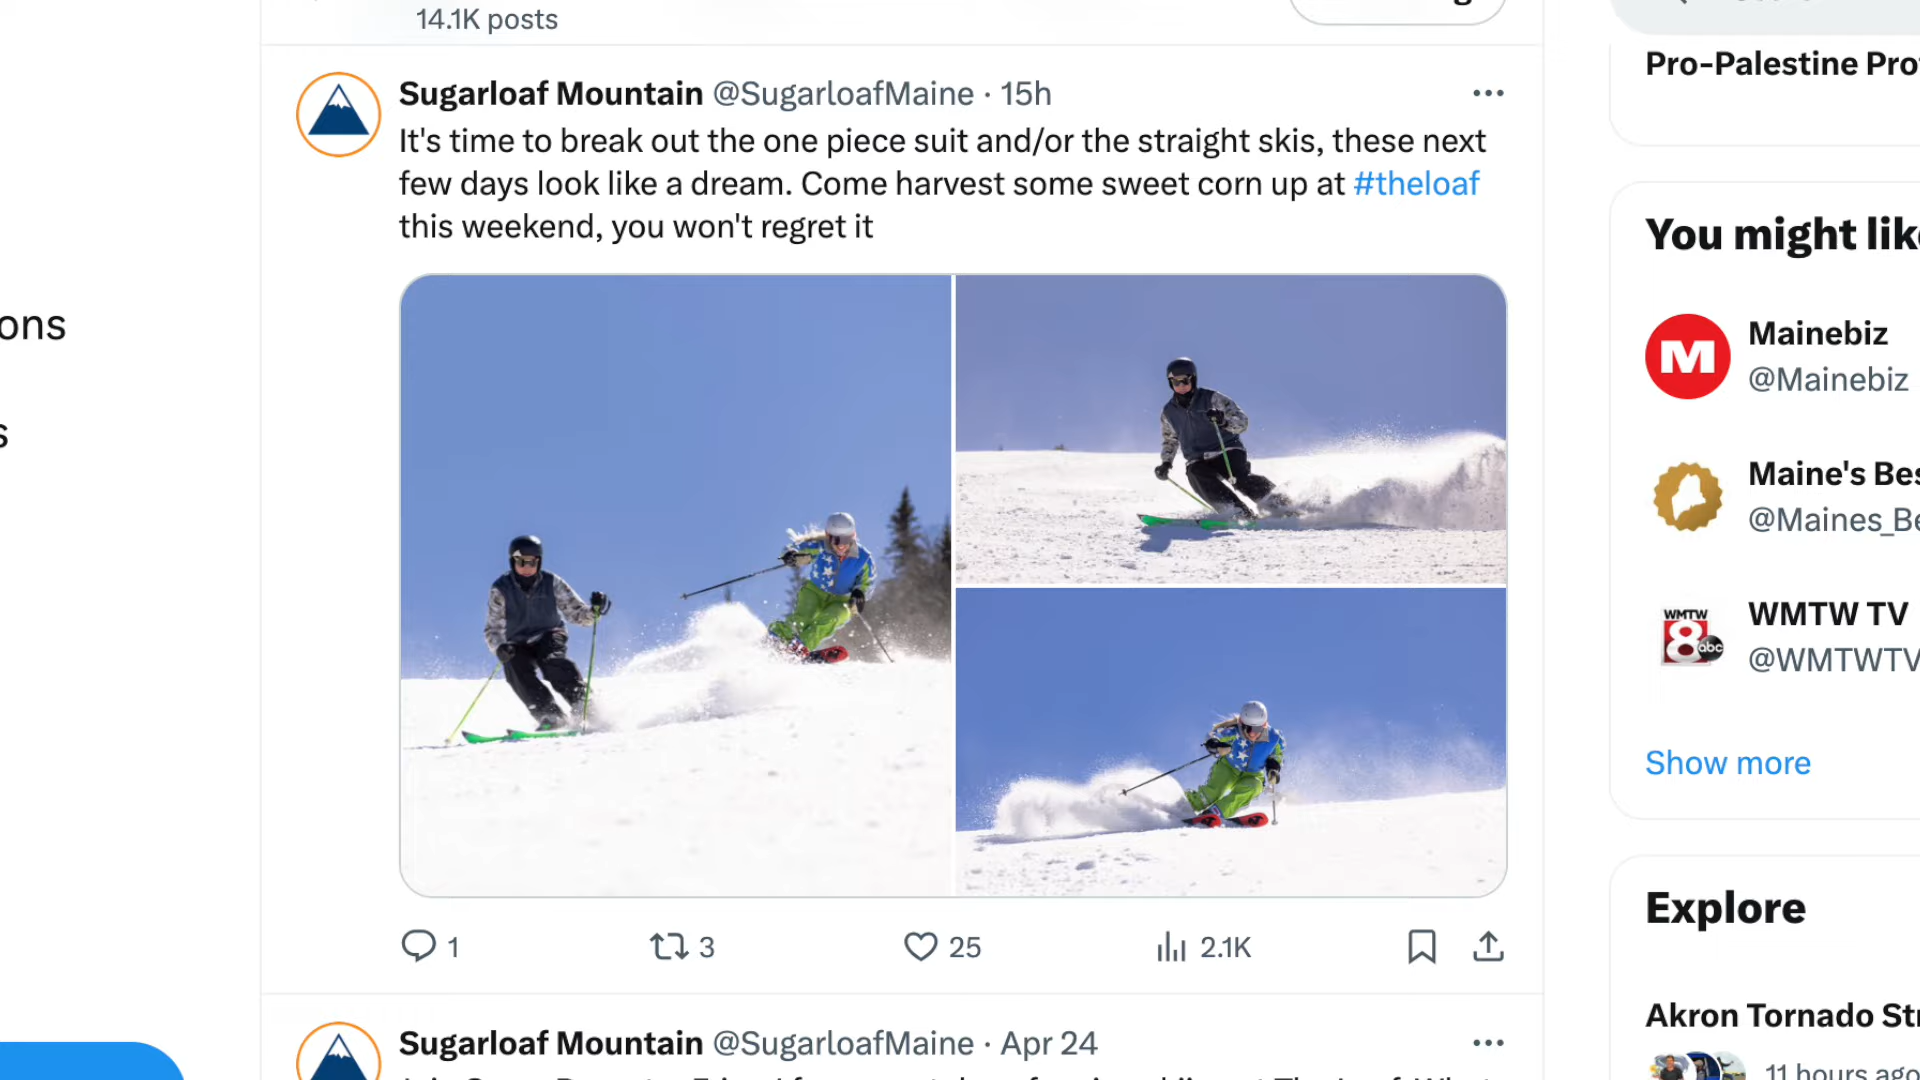 14.1K posts
Sugarloaf Mountain @SugarloafMaine · 15h
It's time to break out the one piece suit and/or the straight skis, these next
few days look like a dream. Come harvest some sweet corn up at #theloaf
this weekend, you won't regret it
1 3 25 2.1K
Sugarloaf Mountain @SugarloafMaine · Apr 24
ons
s
Pro-Palestine Pro
You might lik
M
Mainebiz
@Mainebiz
Maine's Bes
@Maines_Be
WMTW
8
abc
WMTW TV
@WMTWTV
Show more
Explore
Akron Tornado St
11 hours ago